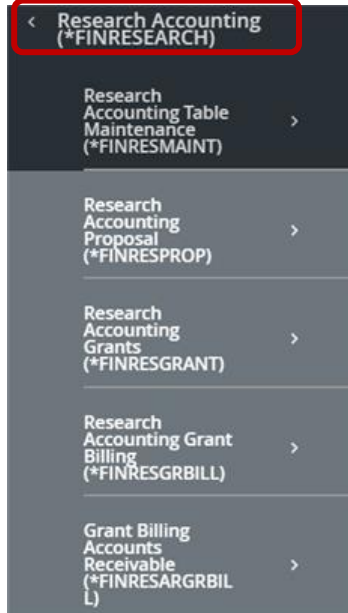 Research Accounting
(*FINRESEARCH)
Research
Accounting Table
Maintenance
(*FINRESMAINT)
Research
Accounting
Proposal
(*FINRESPROP)
Research
Accounting
Grants
(*FINRESGRANT)
Research
Accounting Grant
Billing
(*FINRESGRBILL)
Grant Billing
Accounts
Receivable
(*FINRESARGRBIL
L)